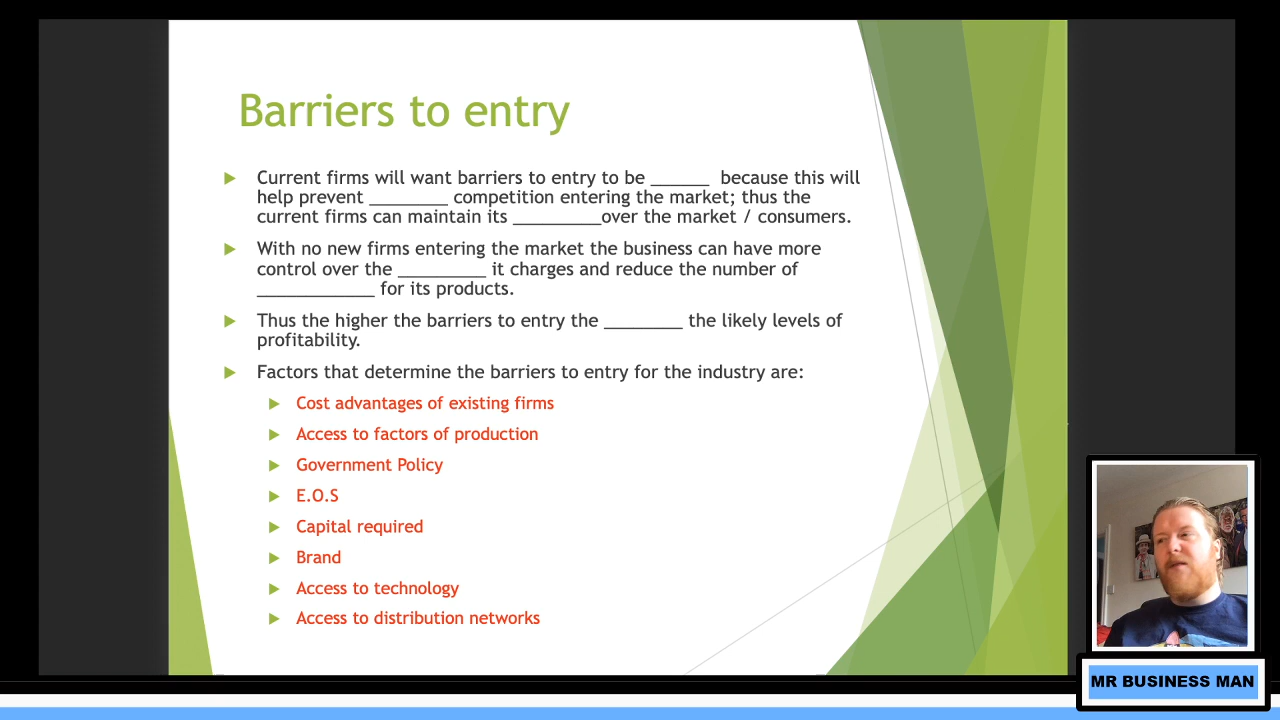 Barriers to entry
Current firms will want barriers to entry to be ______ because this will
help prevent ________ competition entering the market; thus the
current firms can maintain its _________over the market / consumers.
With no new firms entering the market the business can have more
control over the _________ it charges and reduce the number of
____________ for its products.
Thus the higher the barriers to entry the ________ the likely levels of
profitability.
Factors that determine the barriers to entry for the industry are:
Cost advantages of existing firms
Access to factors of production
Government Policy
E.O.S
Capital required
Brand
Access to technology
Access to distribution networks
MR BUSINESS MAN